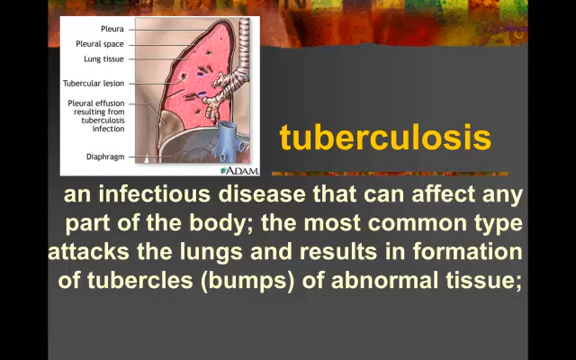 Pleura
Pleural space
Lung tissue
Tubercular lesion
Pleural effusion
resulting from
tuberculosis
infection
Diaphragm
ADAM.
tuberculosis
an infectious disease that can affect any
part of the body; the most common type
attacks the lungs and results in formation
of tubercles (bumps) of abnormal tissue;